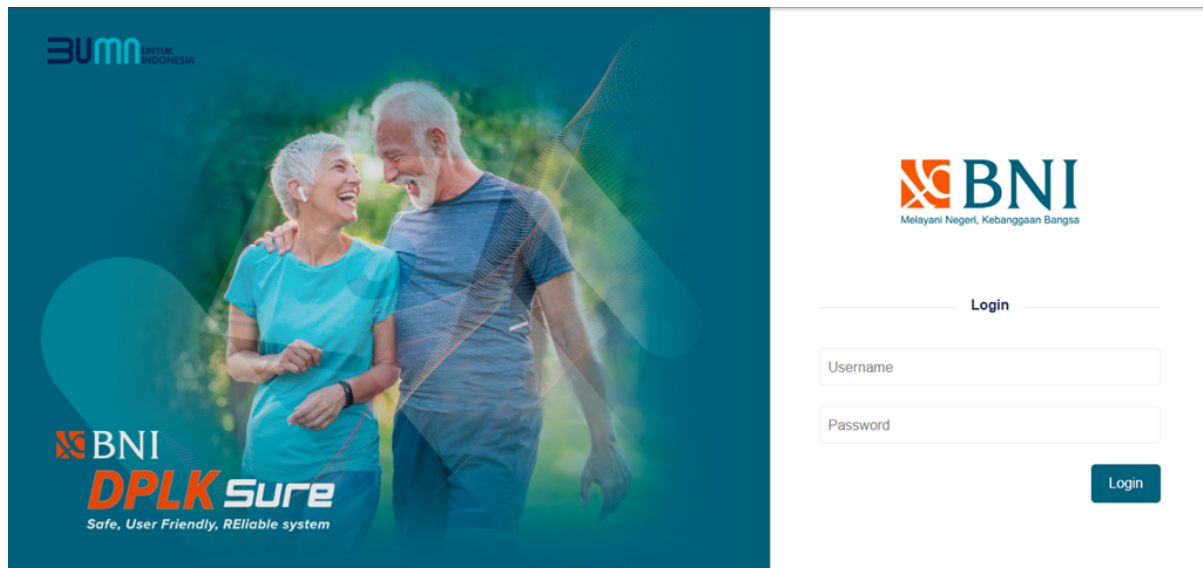 BUMN UNTUK
INDONESIA
BNI
DPLK Sure
Safe, User Friendly, REliable system
BNI
Melayani Negeri, Kebanggaan Bangsa
Login
Username
Password
Login